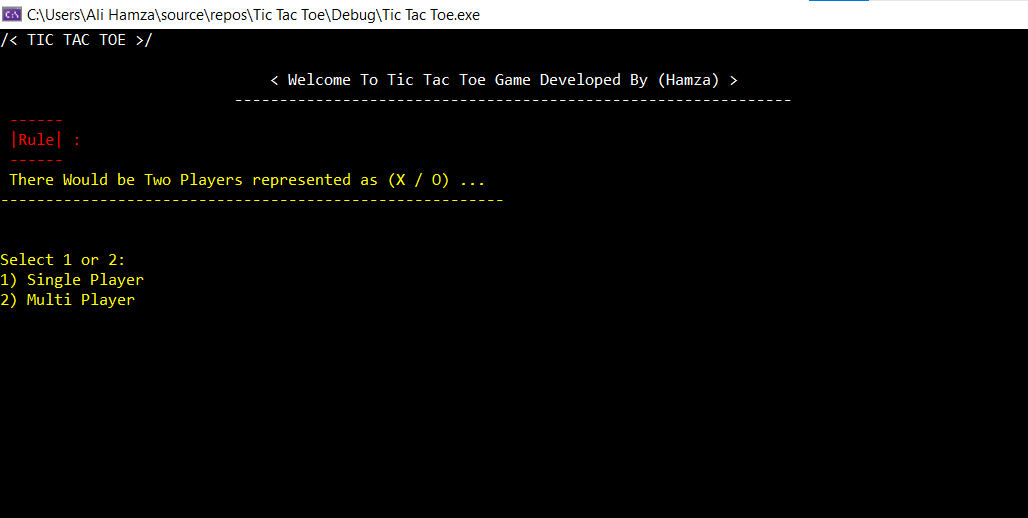 C:\Users\Ali Hamza\source\repos\Tic Tac Toe\Debug\Tic Tac Toe.exe
/< TIC TAC TOE >/
< Welcome To Tic Tac Toe Game Developed By (Hamza) >
--------------------------------------------------------------
------
|Rule| :
------
There Would be Two Players represented as (X / O) ...
--------------------------------------------------------
Select 1 or 2:
1) Single Player
2) Multi Player